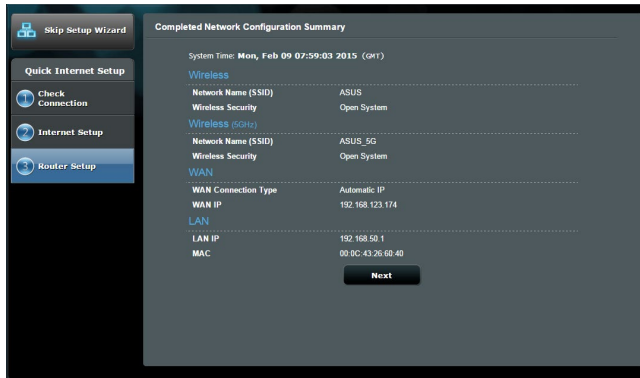 Skip Setup Wizard
Quick Internet Setup
1 Check
Connection
2 Internet Setup
3 Router Setup
Completed Network Configuration Summary
System Time: Mon, Feb 09 07:59:03 2015 (GMT)
Wireless
Network Name (SSID) ASUS
Wireless Security Open System
Wireless (5GHz)
Network Name (SSID) ASUS_5G
Wireless Security Open System
WAN
WAN Connection Type Automatic IP
WAN IP 192.168.123.174
LAN
LAN IP 192.168.50.1
MAC 00:0C:43:26:60:40
Next